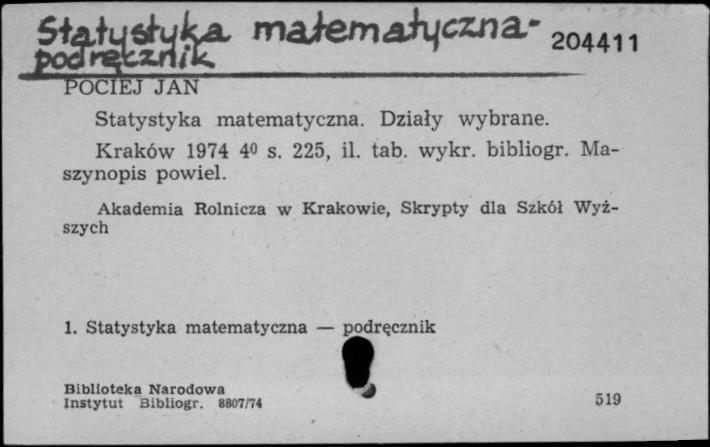 Statystyka matematyczna-
podręcznik
204411
POCIEJ JAN
Statystyka matematyczna. Działy wybrane.
Kraków 1974 4⁰ s. 225, il. tab. wykr. bibliogr. Ma-
szynopis powiel.
Akademia Rolnicza w Krakowie, Skrypty dla Szkół Wyż-
szych
1. Statystyka matematyczna — podręcznik
Biblioteka Narodowa
Instytut Bibliogr. 8807/74
519